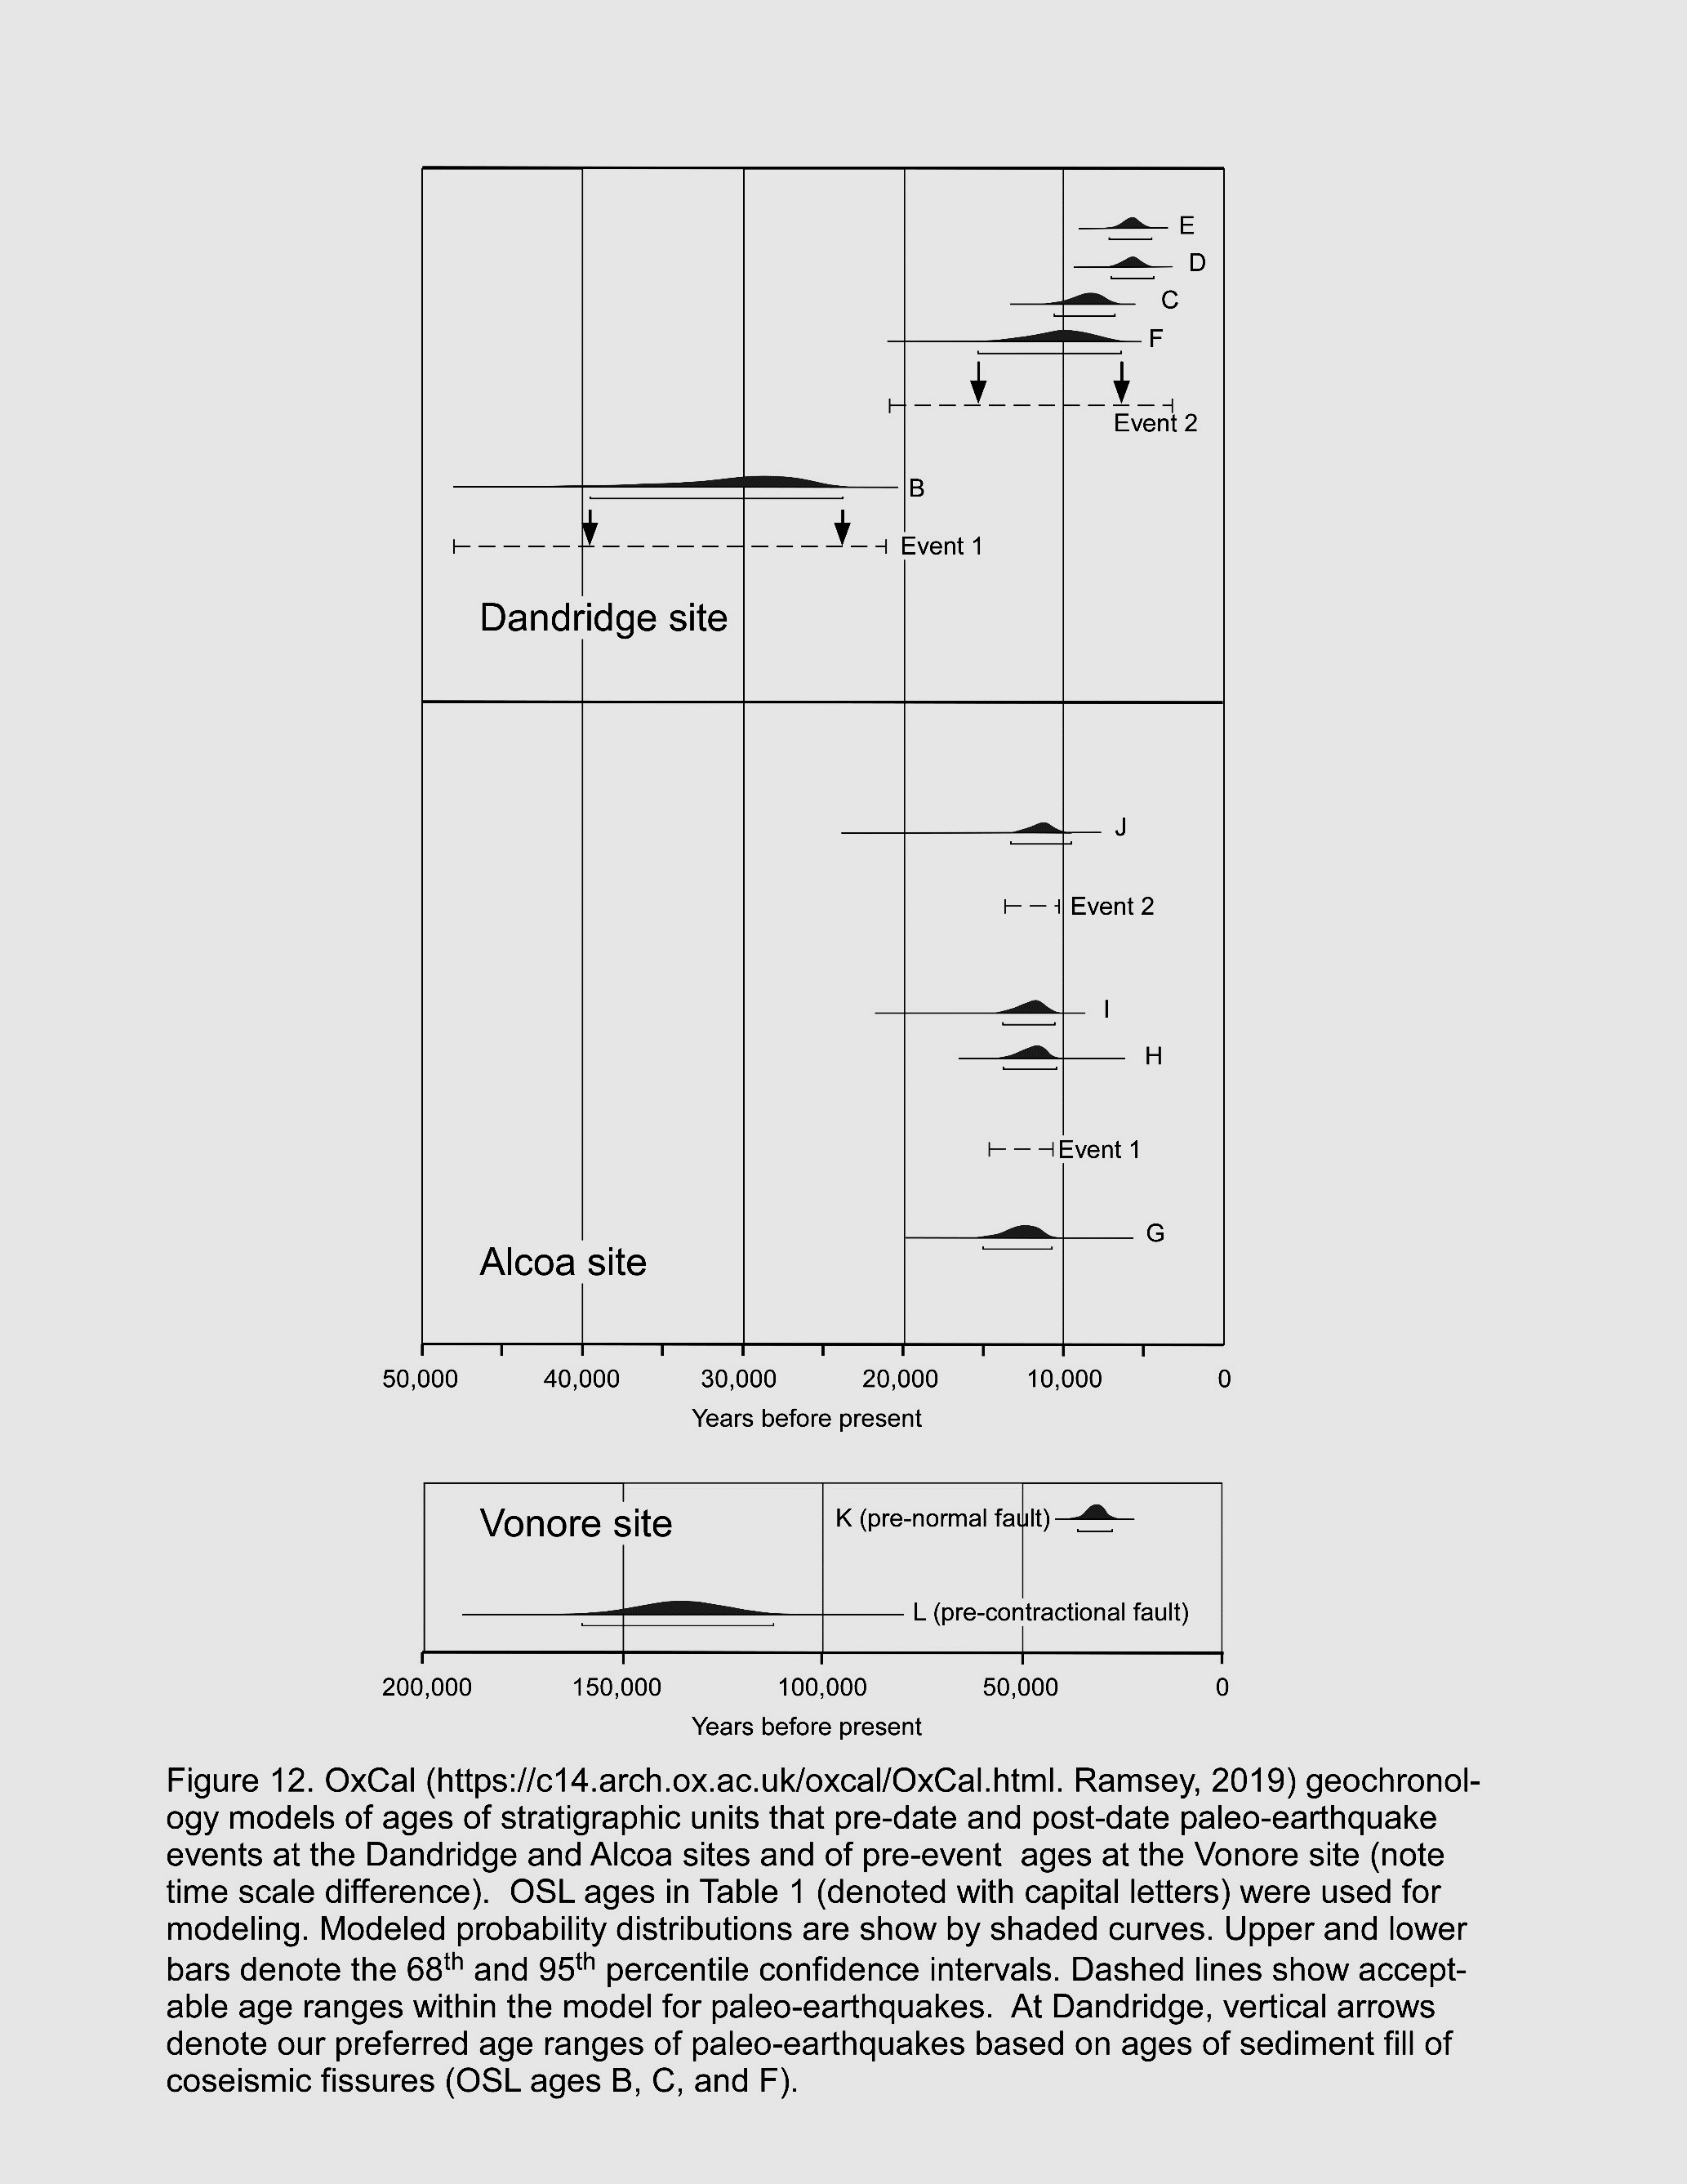 E
D
C
F
Event 2
B
Event 1
Dandridge site
J
Event 2
I
H
Event 1
G
Alcoa site
50,000 40,000 30,000 20,000 10,000 0
Years before present
Vonore site K (pre-normal fault)
L (pre-contractional fault)
200,000 150,000 100,000 50,000 0
Years before present
Figure 12. OxCal (https://c14.arch.ox.ac.uk/oxcal/OxCal.html. Ramsey, 2019) geochronol-
ogy models of ages of stratigraphic units that pre-date and post-date paleo-earthquake
events at the Dandridge and Alcoa sites and of pre-event ages at the Vonore site (note
time scale difference). OSL ages in Table 1 (denoted with capital letters) were used for
modeling. Modeled probability distributions are show by shaded curves. Upper and lower
bars denote the 68th and 95th percentile confidence intervals. Dashed lines show accept-
able age ranges within the model for paleo-earthquakes. At Dandridge, vertical arrows
denote our preferred age ranges of paleo-earthquakes based on ages of sediment fill of
coseismic fissures (OSL ages B, C, and F).